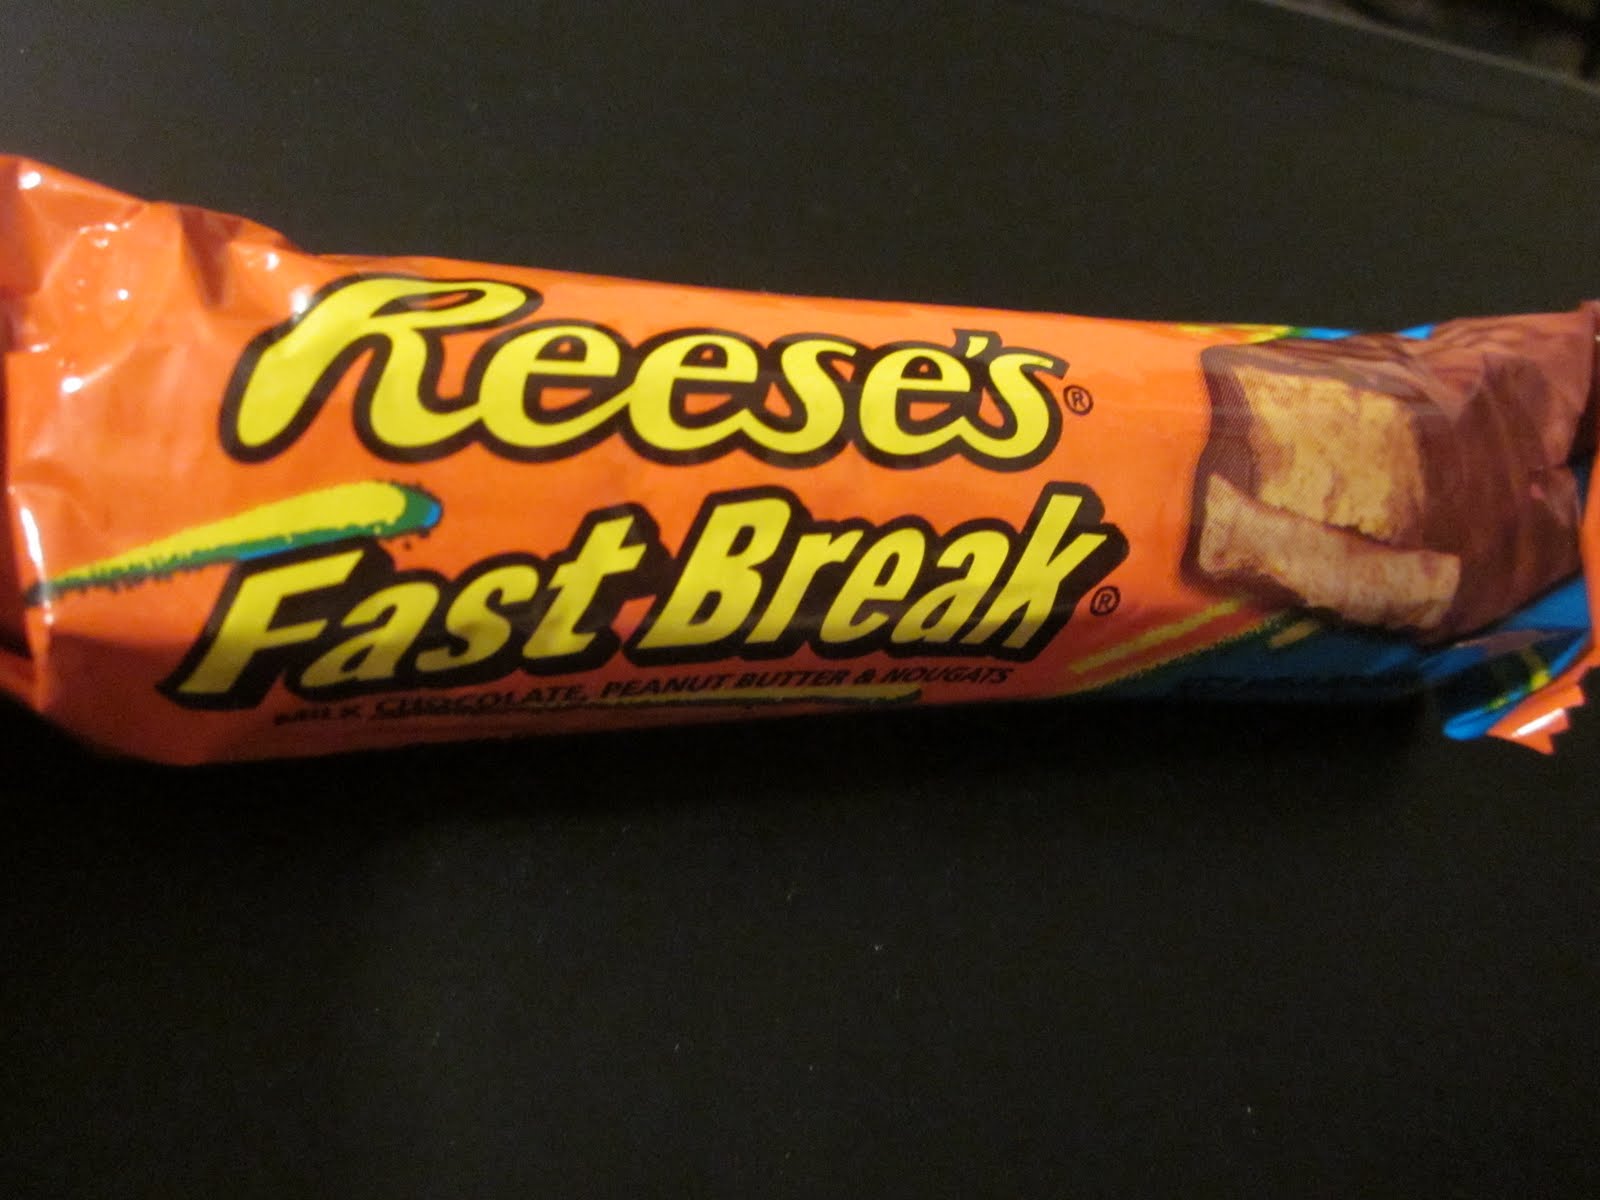 Reese's®
Fast Break®
MILK CHOCOLATE, PEANUT BUTTER & NOUGATS